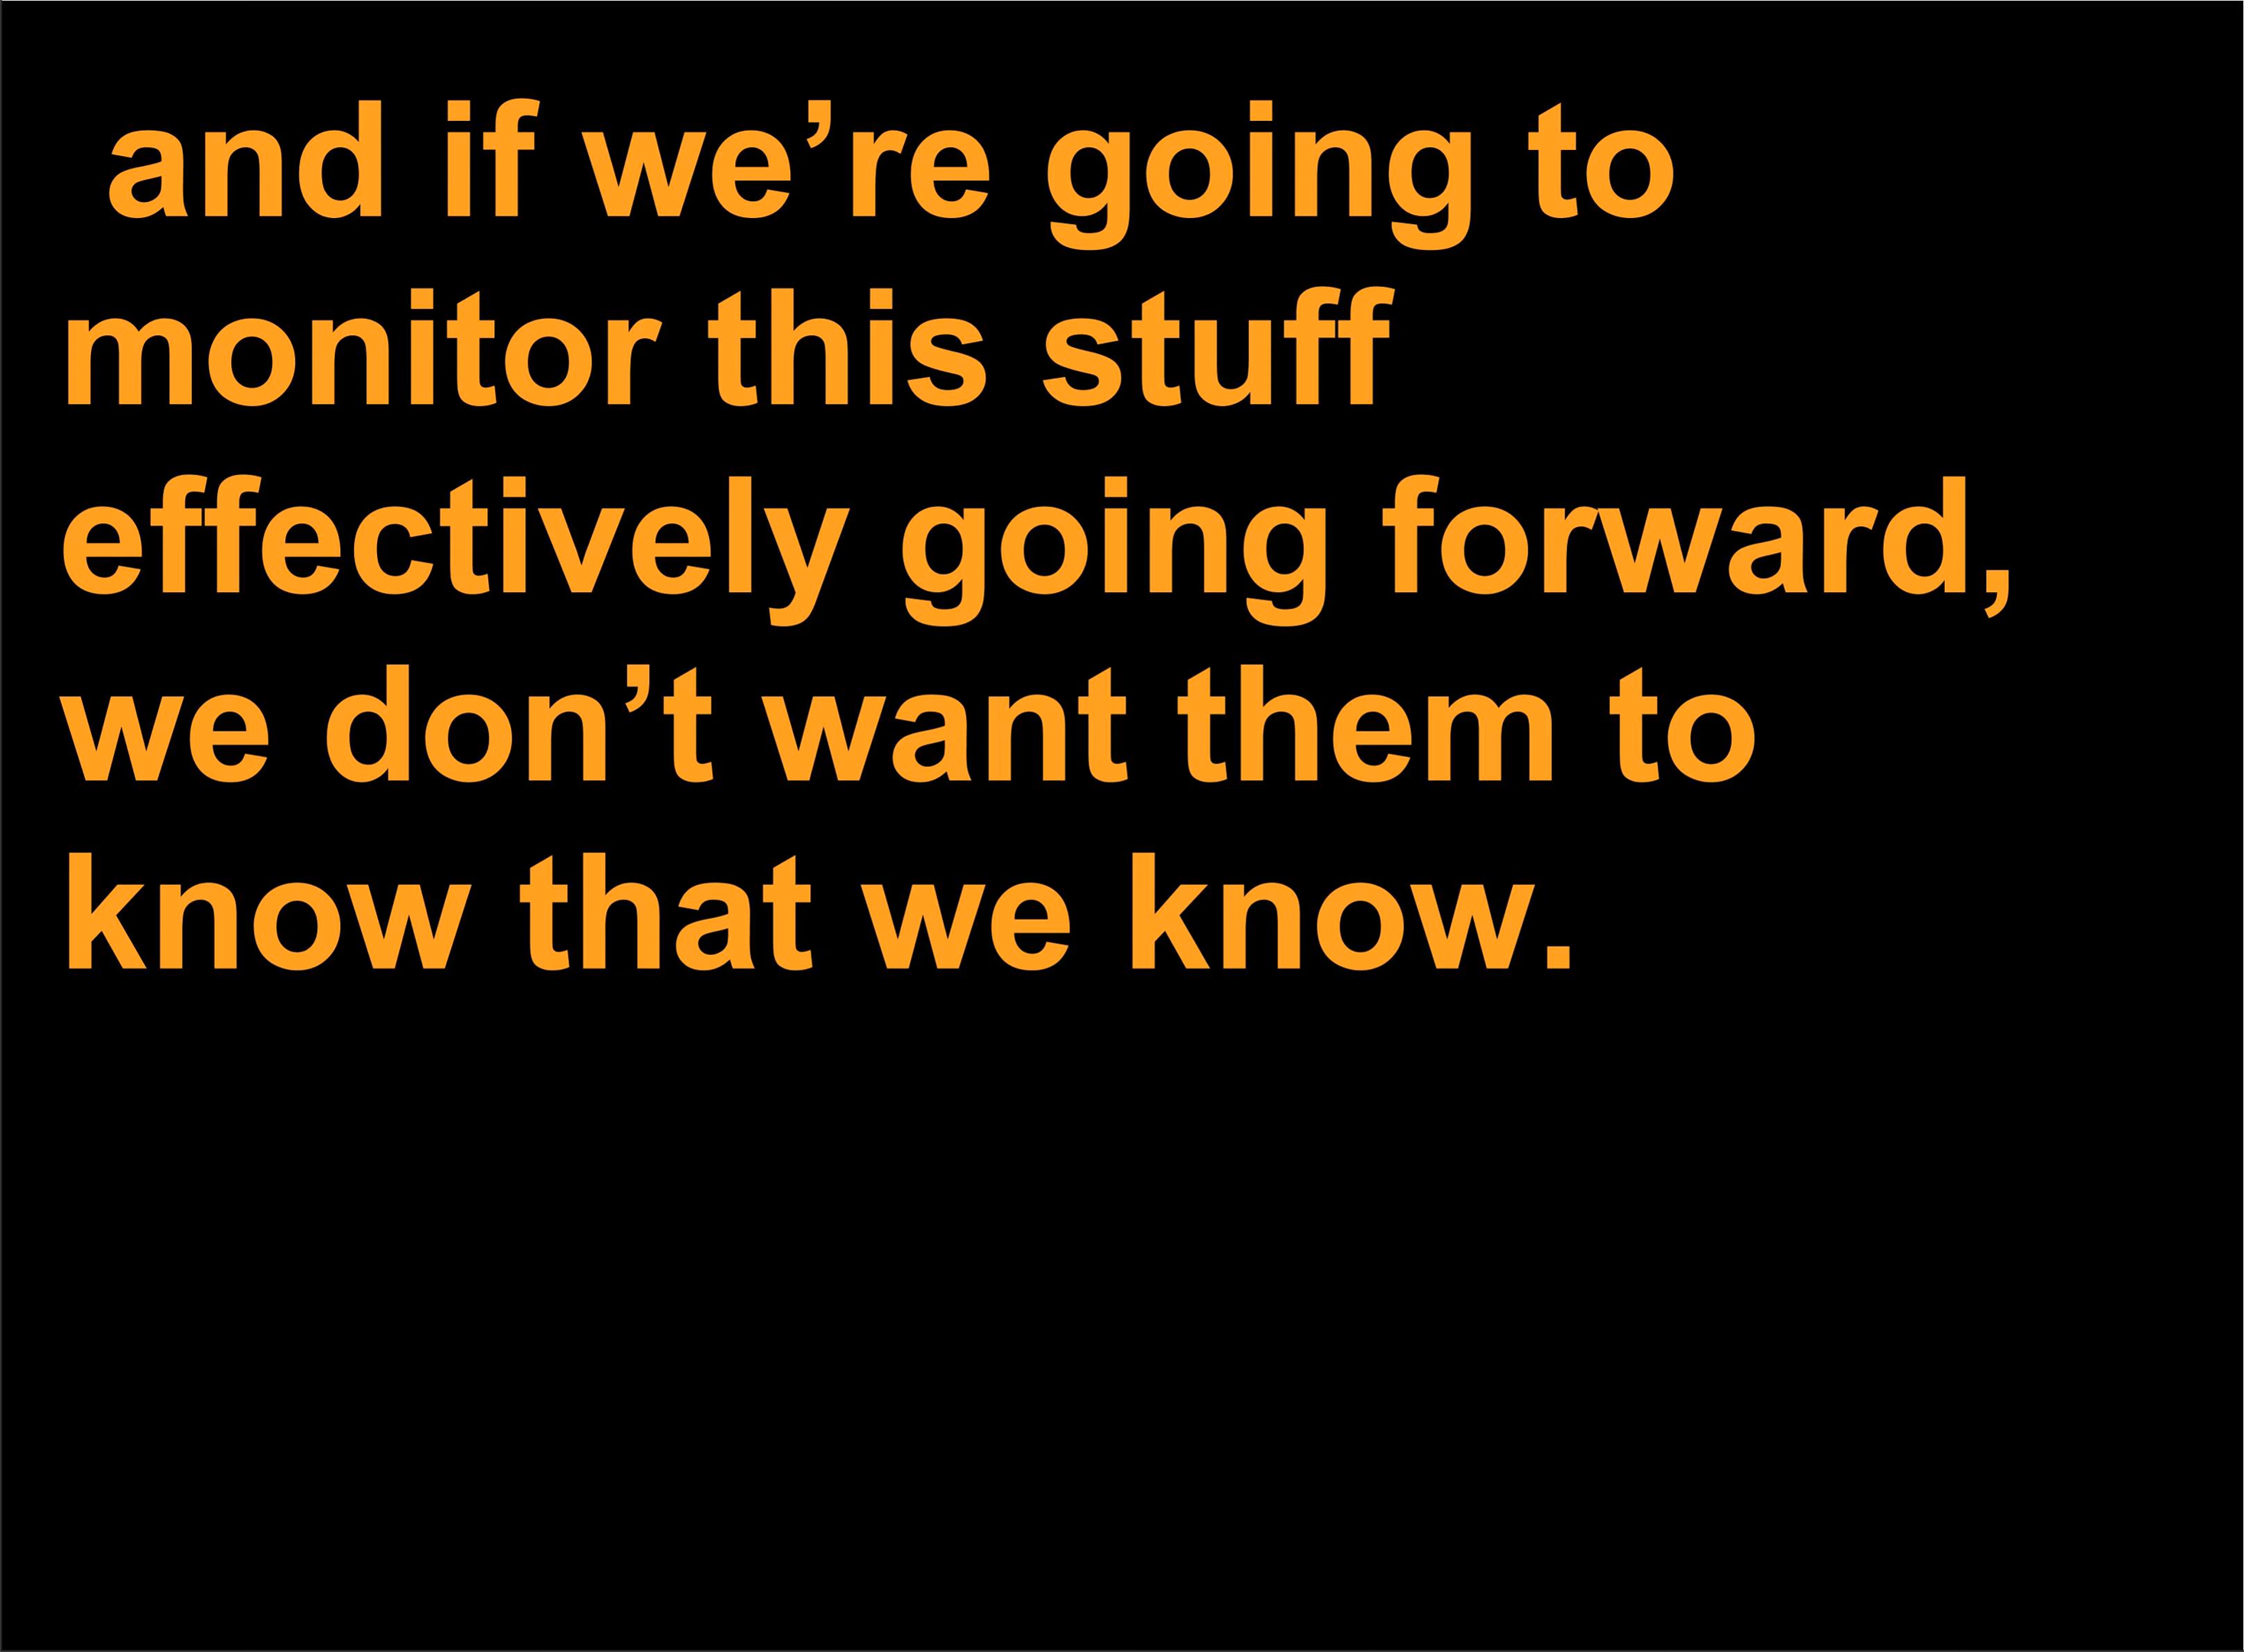 and if we’re going to
monitor this stuff
effectively going forward,
we don’t want them to
know that we know.